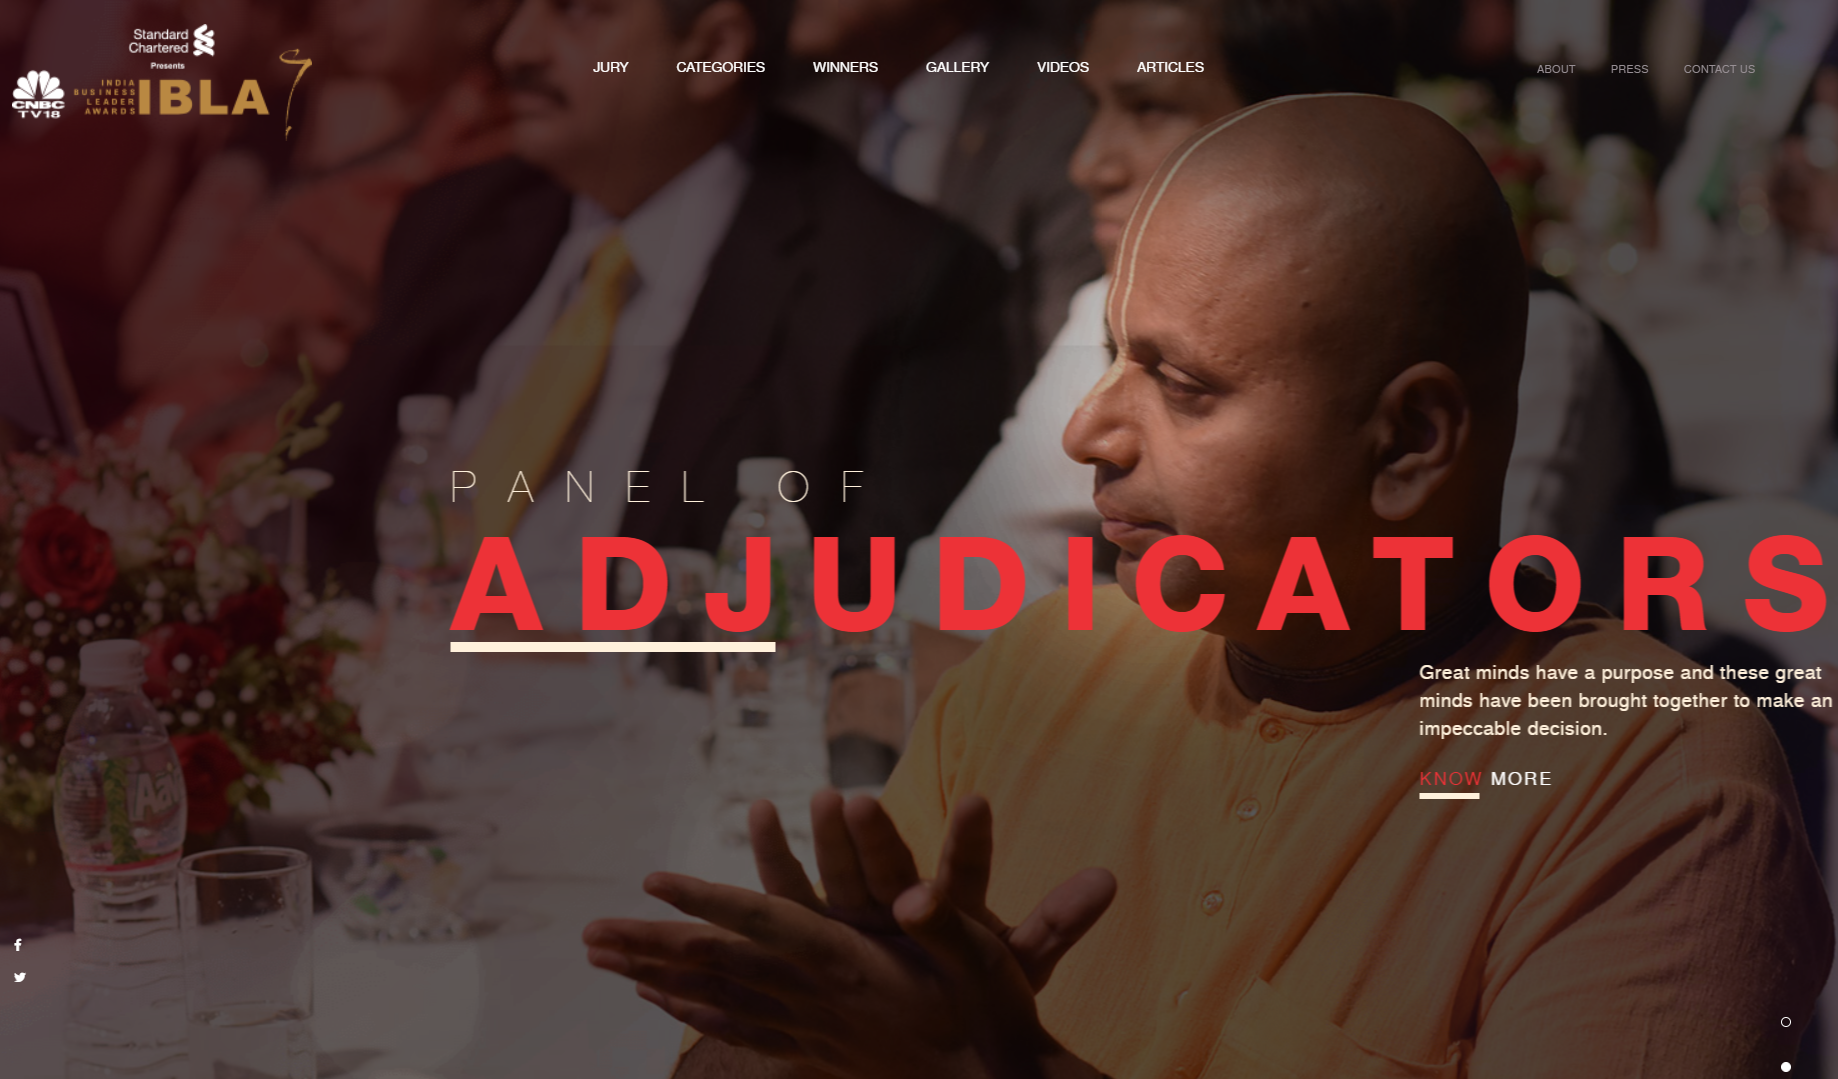 Standard
Chartered
Presents
CNBC
TV18
INDIA
BUSINESS
LEADER
AWARDS
IBLA
JURY
CATEGORIES
WINNERS
GALLERY
VIDEOS
ARTICLES
ABOUT
PRESS
CONTACT US
PANEL OF
ADJUDICATORS
Great minds have a purpose and these great
minds have been brought together to make an
impeccable decision.
KNOW MORE